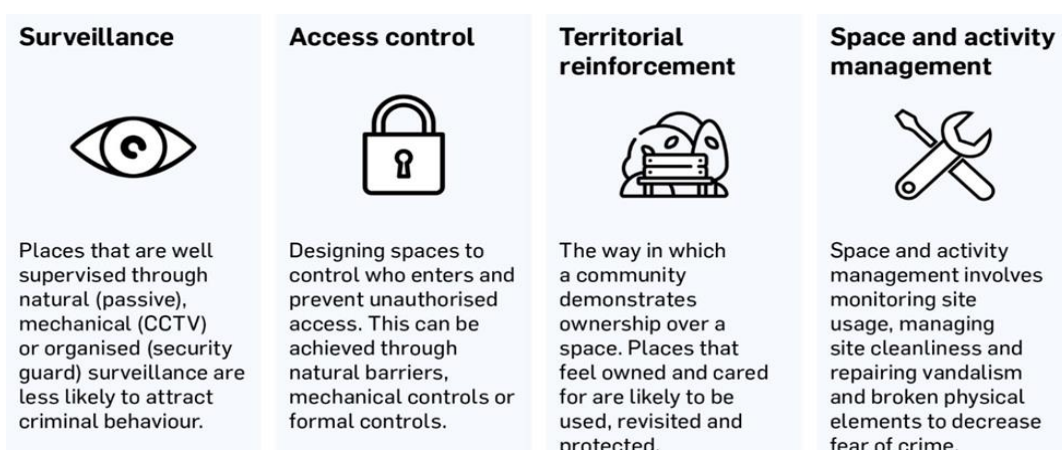 Surveillance
Places that are well
supervised through
natural (passive),
mechanical (CCTV)
or organised (security
guard) surveillance are
less likely to attract
criminal behaviour.
Access control
Designing spaces to
control who enters and
prevent unauthorised
access. This can be
achieved through
natural barriers,
mechanical controls or
formal controls.
Territorial
reinforcement
The way in which
a community
demonstrates
ownership over a
space. Places that
feel owned and cared
for are likely to be
used, revisited and
protected.
Space and activity
management
Space and activity
management involves
monitoring site
usage, managing
site cleanliness and
repairing vandalism
and broken physical
elements to decrease
fear of crime.